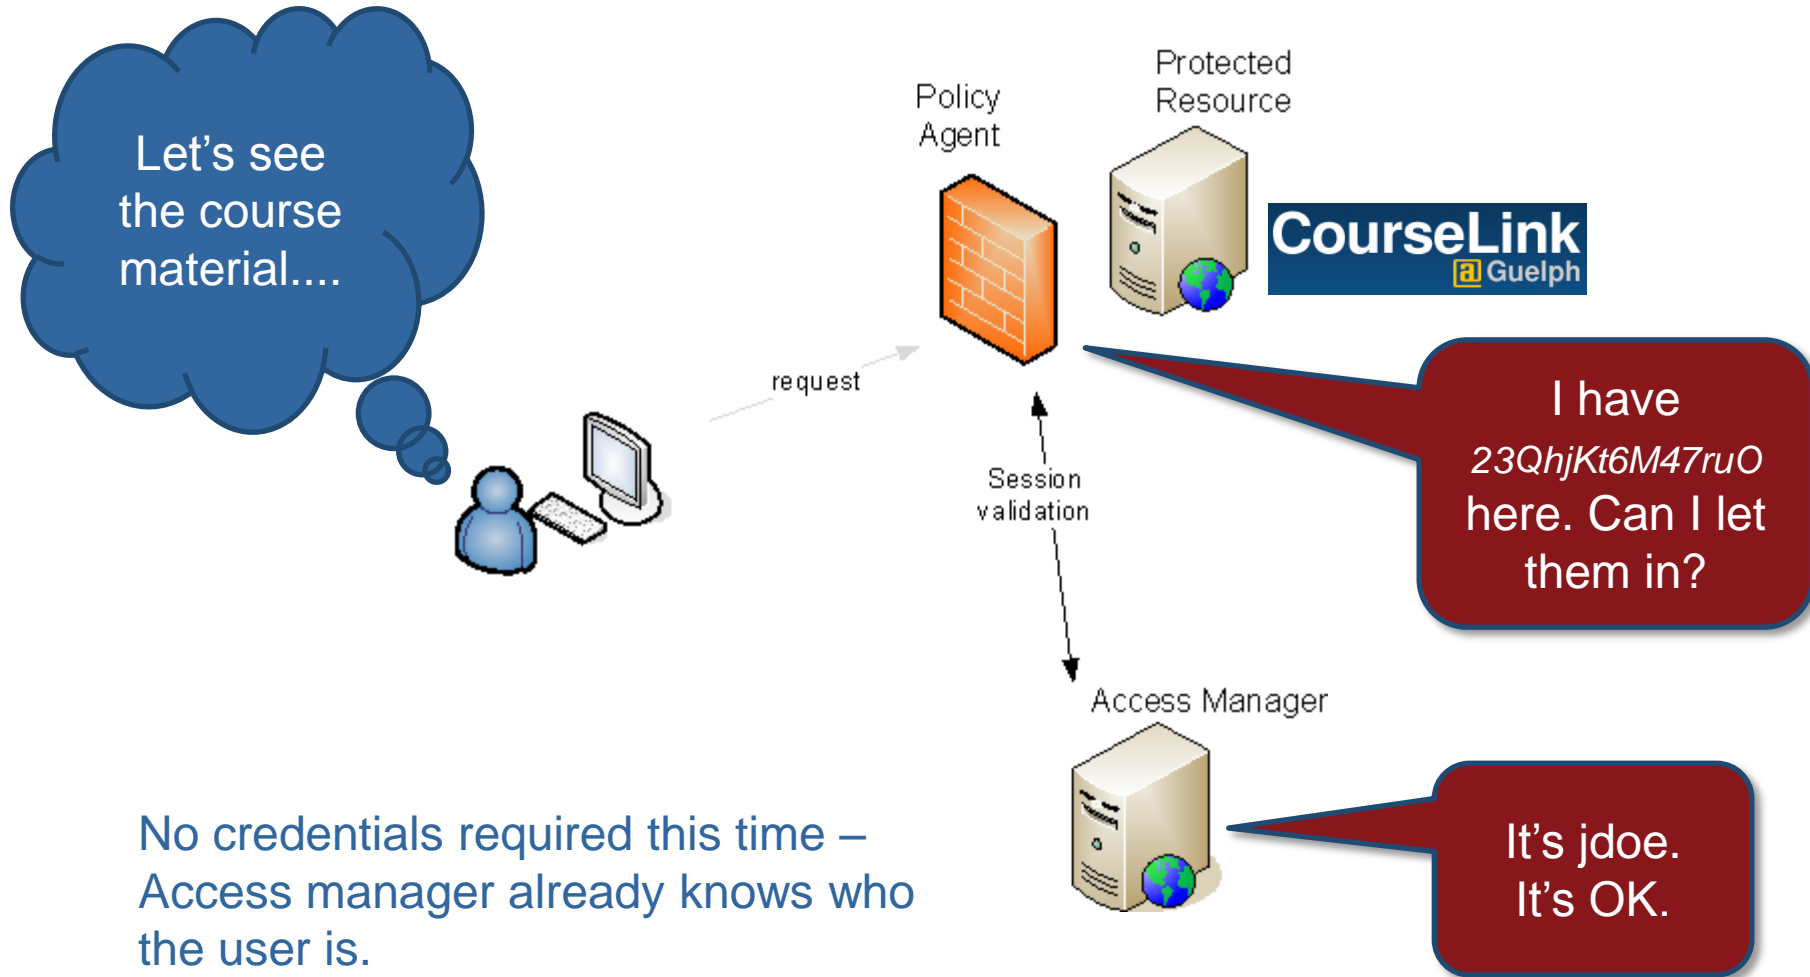 Let’s see
the course
material....
Policy
Agent
Protected
Resource
CourseLink
@Guelph
request
I have
23QhjKt6M47ruO
here. Can I let
them in?
Session
validation
Access Manager
It’s jdoe.
It’s OK.
No credentials required this time –
Access manager already knows who
the user is.